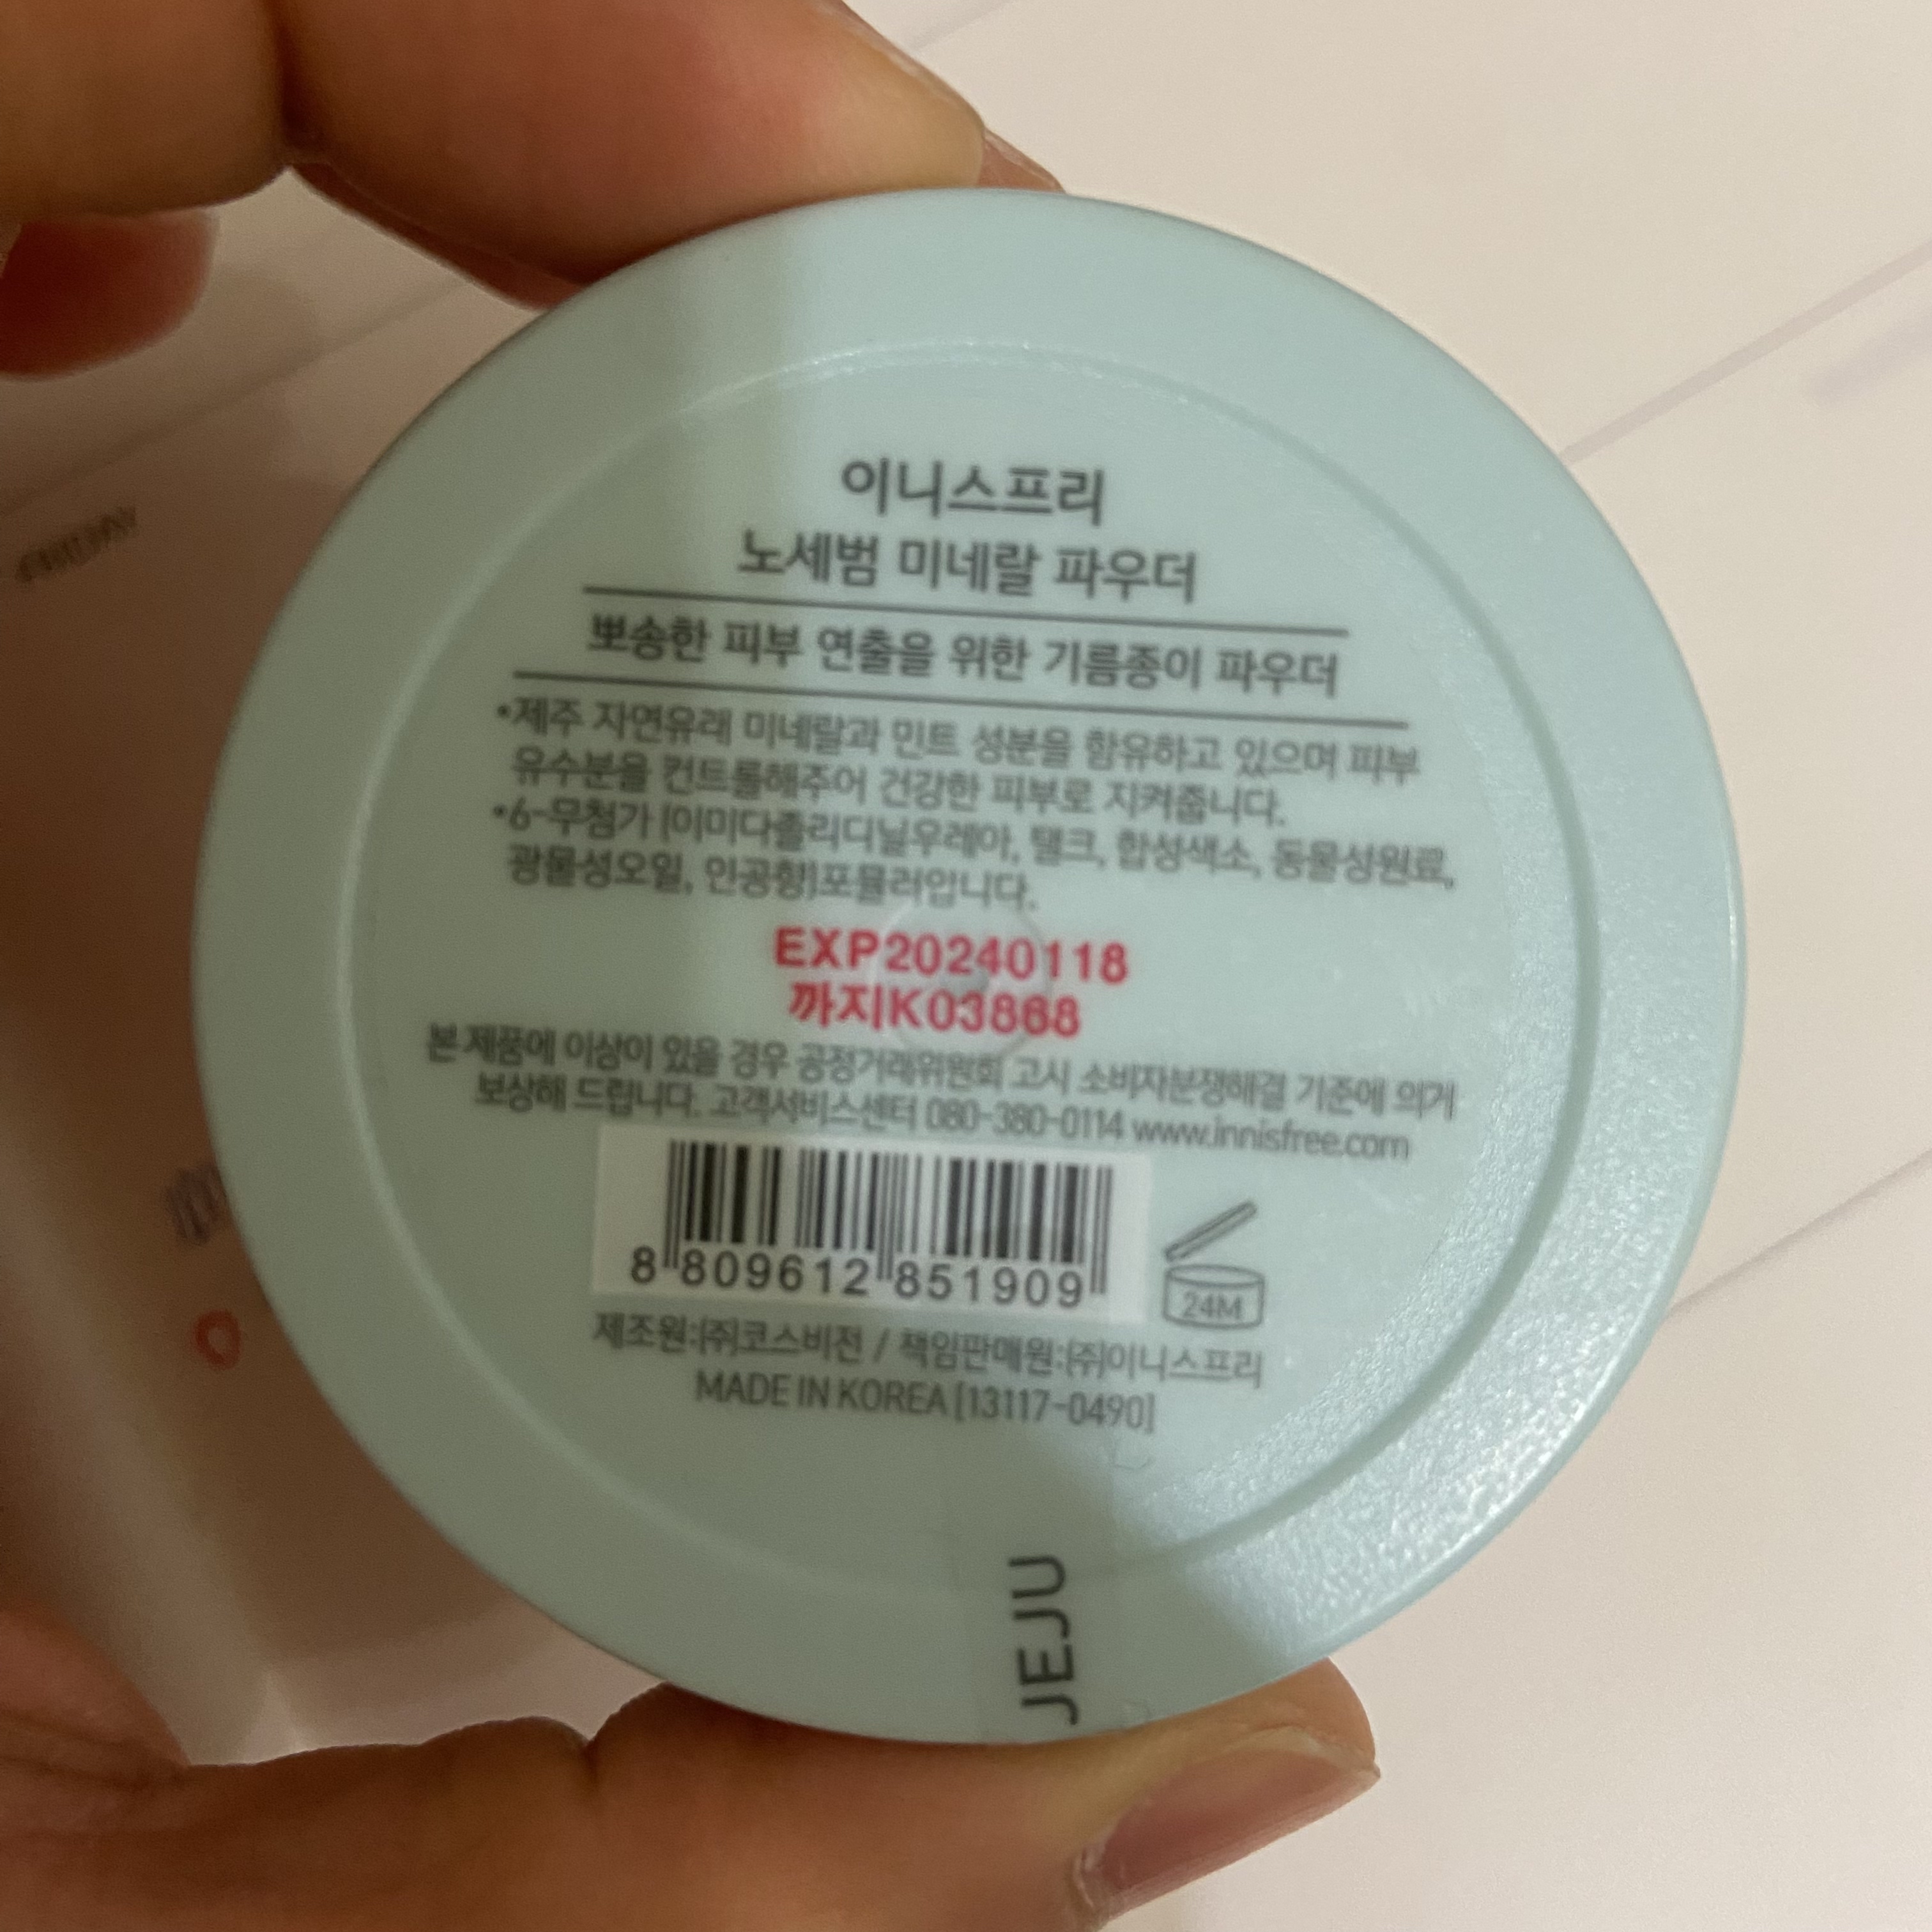 이니스프리
노세범 미네랄 파우더
뽀송한 피부 연출을 위한 기름종이 파우더
•제주 자연유래 미네랄과 민트 성분을 함유하고 있으며 피부
유수분을 컨트롤해주어 건강한 피부로 지켜줍니다.
•6-무첨가 [이미다졸리디닐우레아, 탤크, 합성색소, 동물성원료,
광물성오일, 인공향]포뮬러입니다.
EXP20240118
까지K03868
본 제품에 이상이 있을 경우 공정거래위원회 고시 소비자분쟁해결 기준에 의거
보상해 드립니다. 고객서비스센터 080-380-0114 www.innisfree.com
8 809612 851909
24M
제조원:(주)코스비전 / 책임판매원:(주)이니스프리
MADE IN KOREA [13117-0490]
JEJU